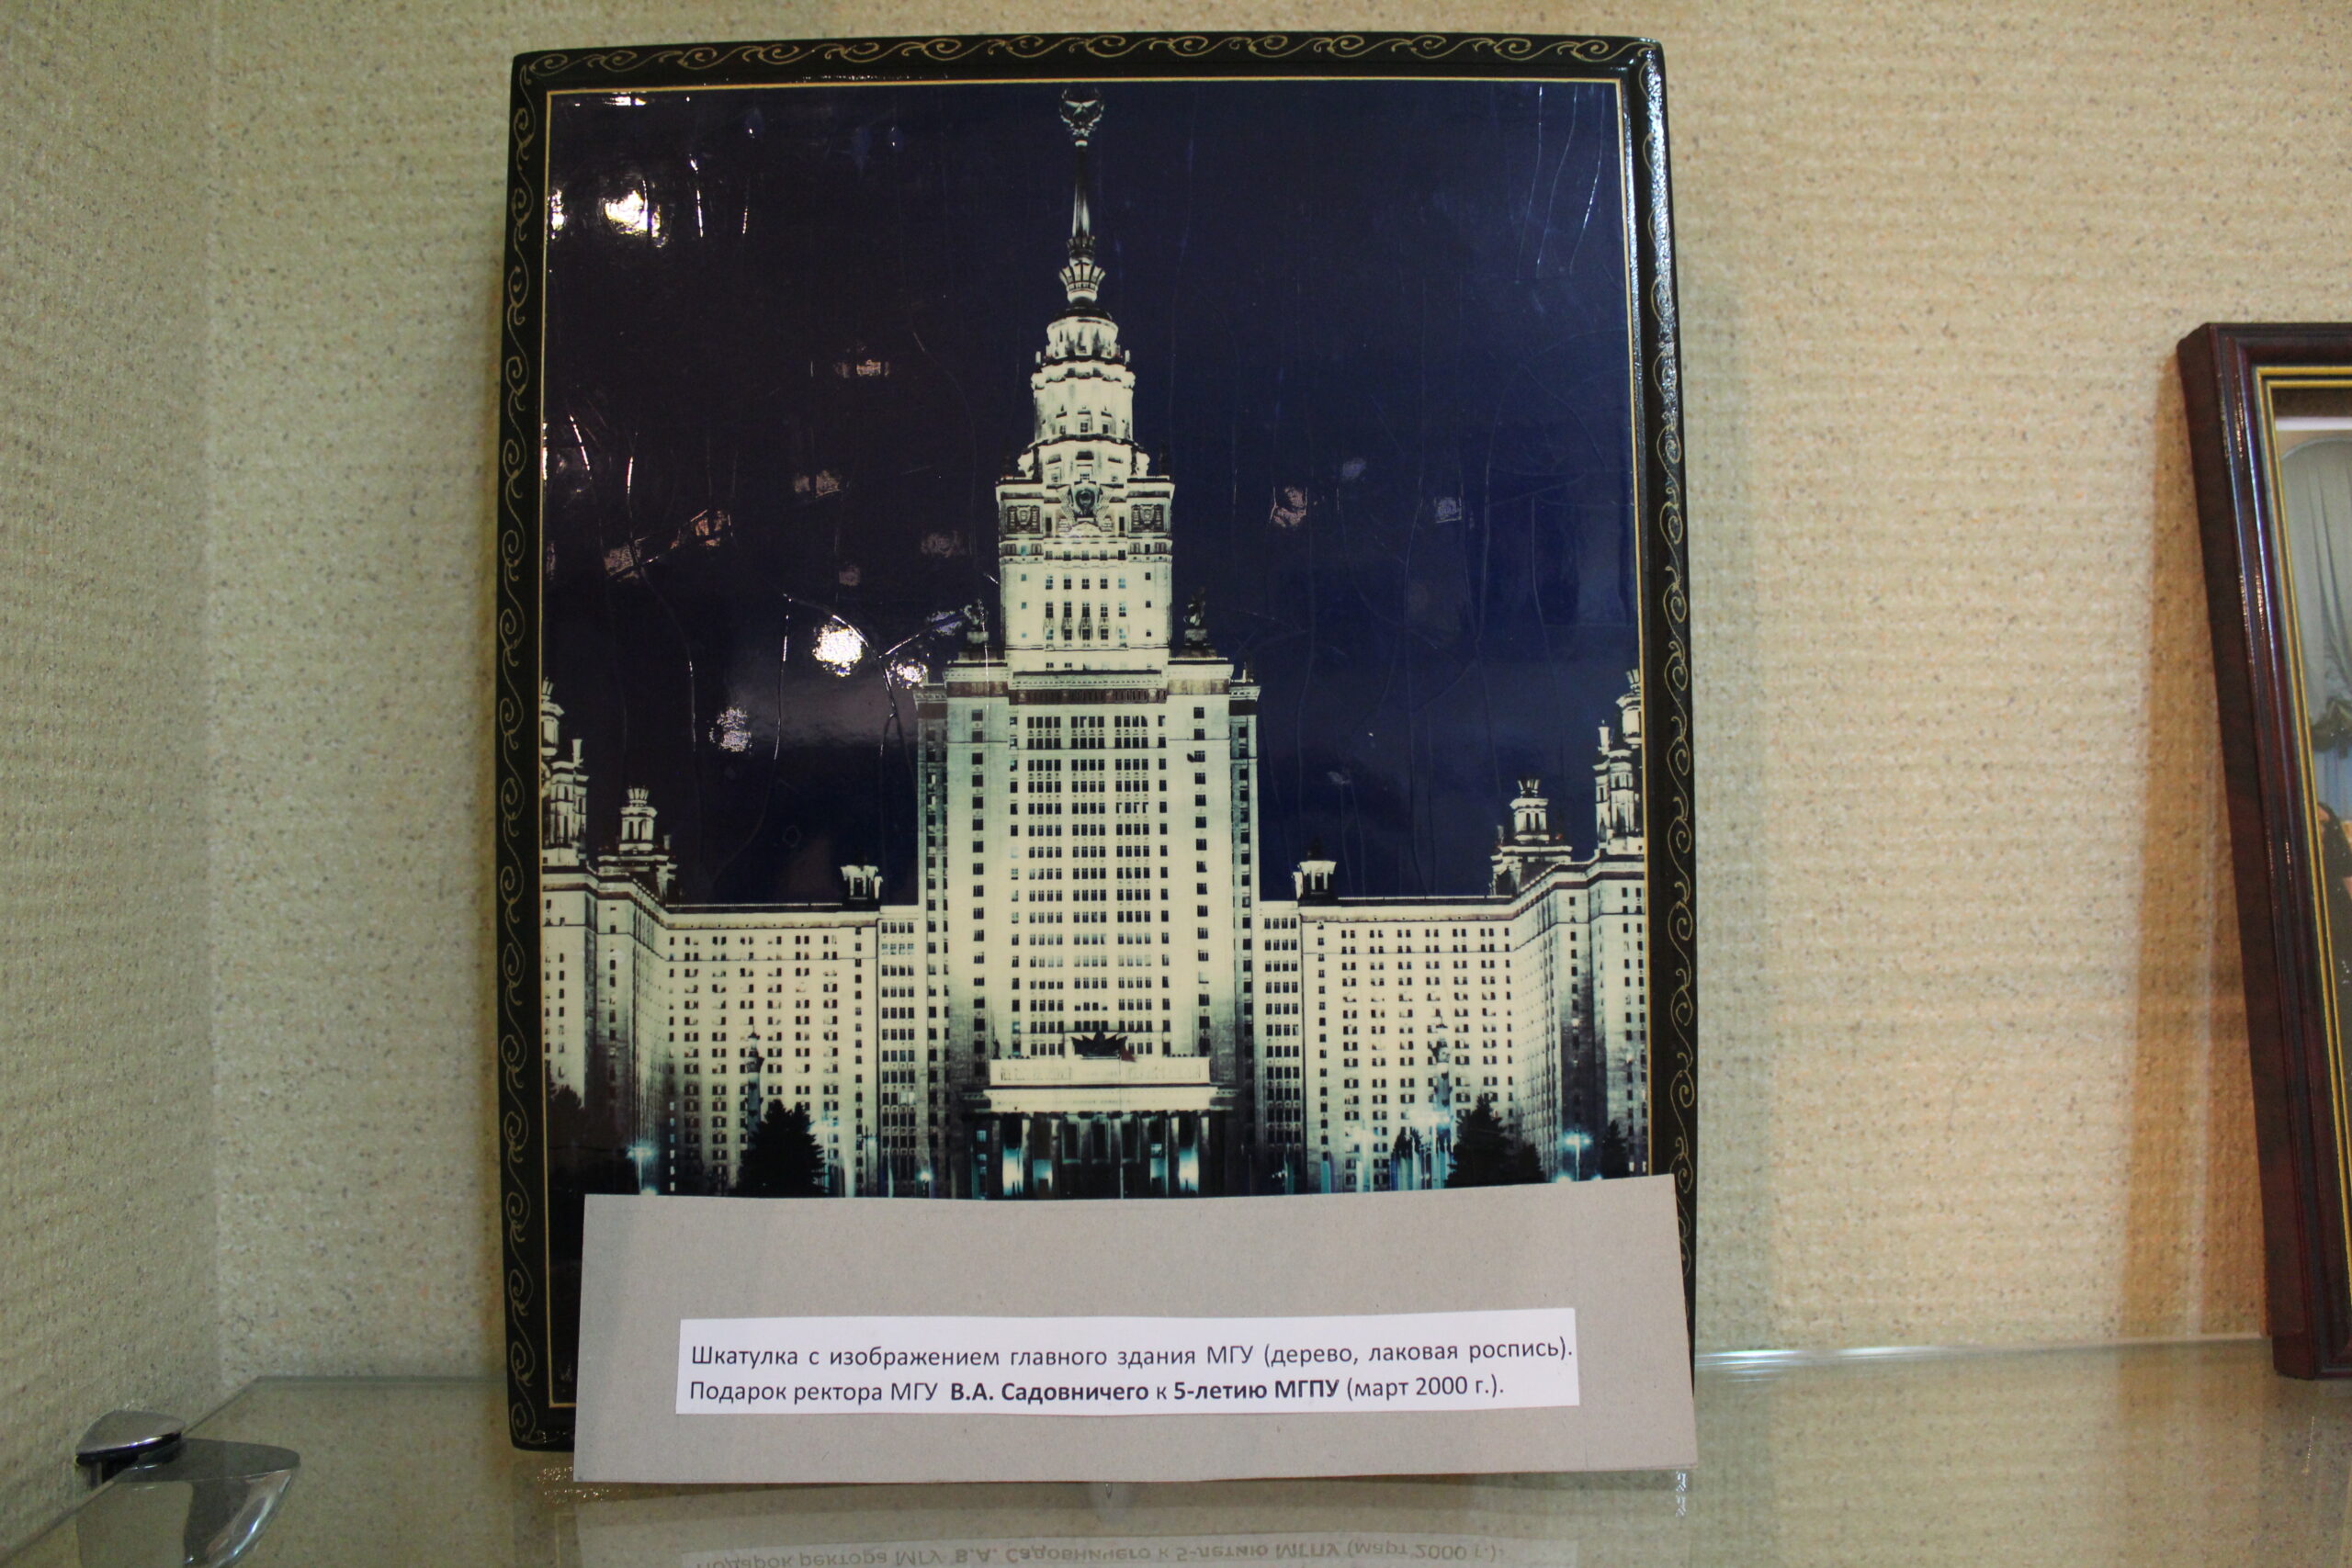 Шкатулка с изображением главного здания МГУ (дерево, лаковая роспись).
Подарок ректора МГУ В.А. Садовничего к 5-летию МГПУ (март 2000 г.).